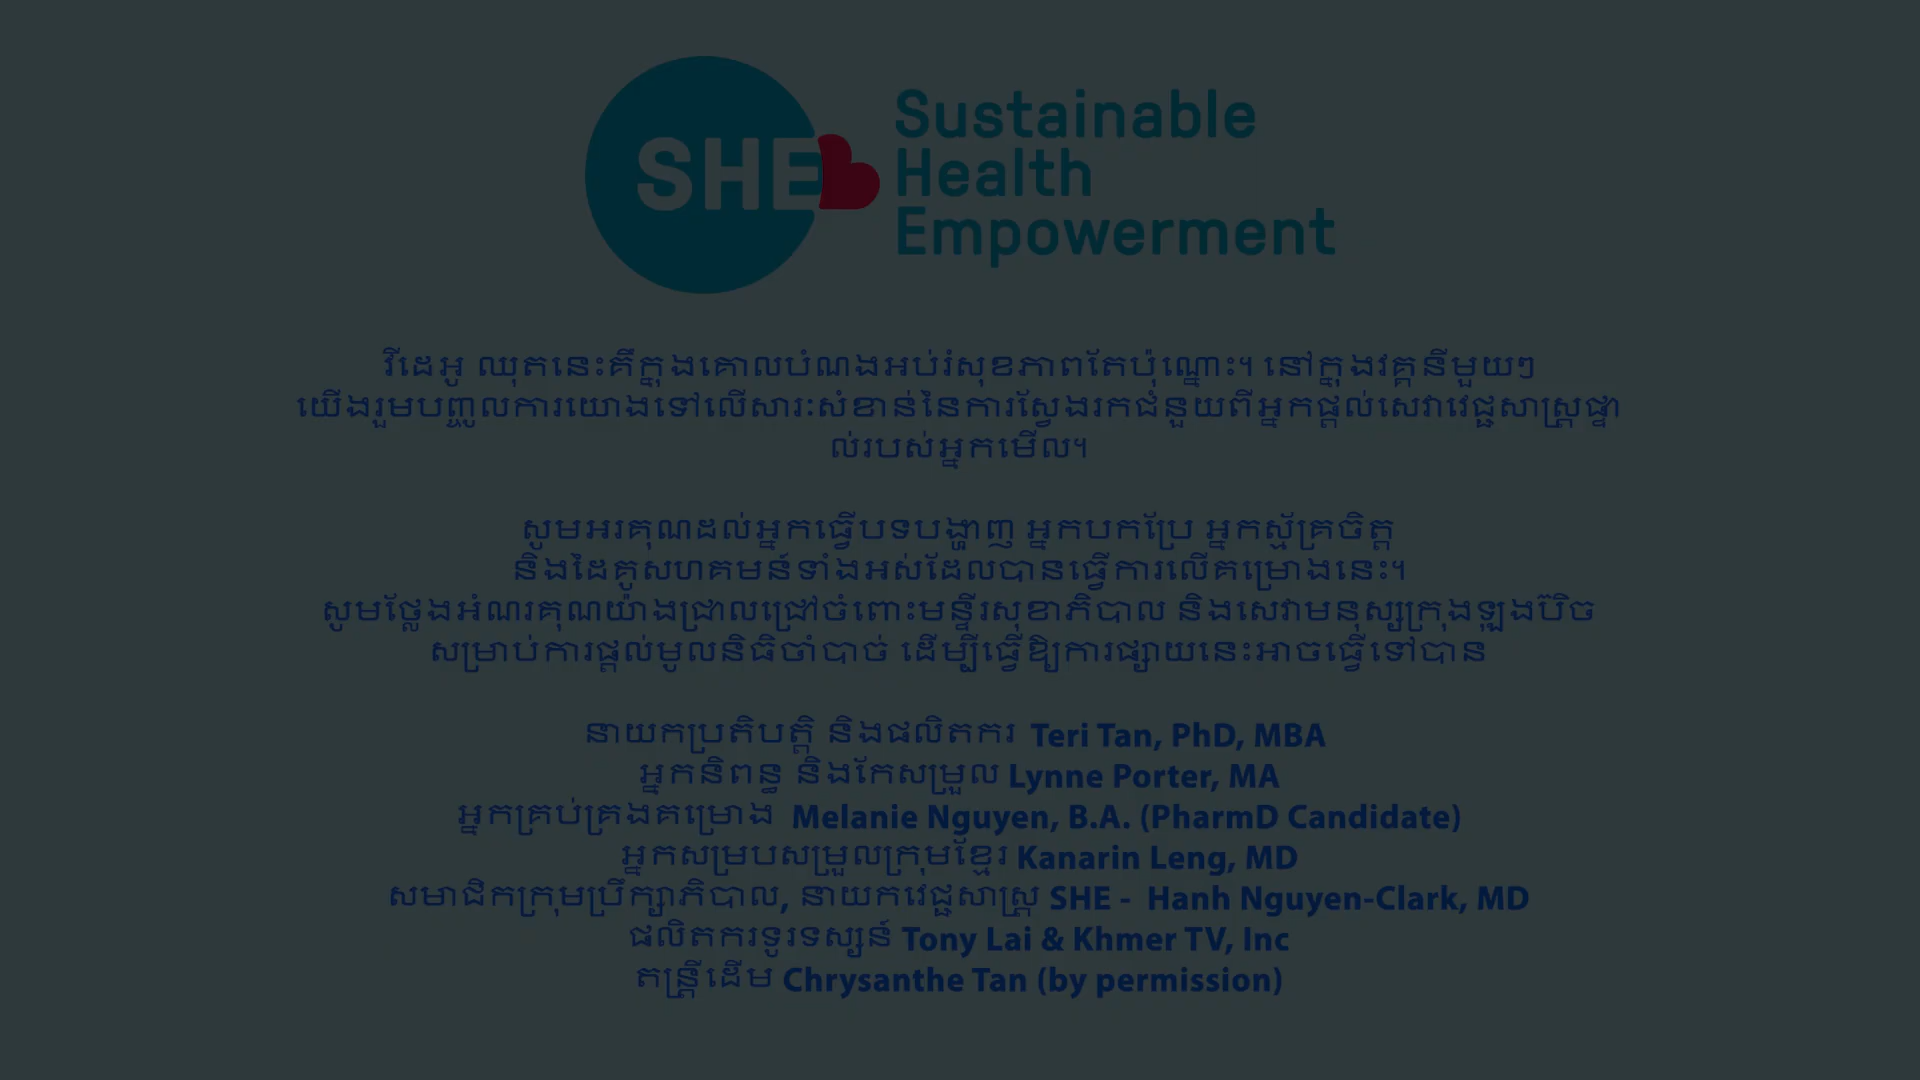 SHE
Sustainable
Health
Empowerment
វីដេអូ ឈុតនេះគឺក្នុងគោលបំណងអប់រំសុខភាពតែប៉ុណ្ណោះ។ នៅក្នុងវគ្គនីមួយៗ
យើងរួមបញ្ចូលការយោងទៅលើសារៈសំខាន់នៃការស្វែងរកជំនួយពីអ្នកផ្តល់សេវាវេជ្ជសាស្ត្រផ្ទា
ល់របស់អ្នកមើល។
សូមអរគុណដល់អ្នកធ្វើបទបង្ហាញ អ្នកបកប្រែ អ្នកស្ម័គ្រចិត្ត
និងដៃគូសហគមន៍ទាំងអស់ដែលបានធ្វើការលើគម្រោងនេះ។
សូមថ្លែងអំណរគុណយ៉ាងជ្រាលជ្រៅចំពោះមន្ទីរសុខាភិបាល និងសេវាមនុស្សក្រុងឡុងប៊ិច
សម្រាប់ការផ្តល់មូលនិធិចាំបាច់ ដើម្បីធ្វើឱ្យការផ្សាយនេះអាចធ្វើទៅបាន
នាយកប្រតិបត្តិ និងផលិតករ Teri Tan, PhD, MBA
អ្នកនិពន្ធ និងកែសម្រួល Lynne Porter, MA
អ្នកគ្រប់គ្រងគម្រោង Melanie Nguyen, B.A. (PharmD Candidate)
អ្នកសម្របសម្រួលក្រុមខ្មែរ Kanarin Leng, MD
សមាជិកក្រុមប្រឹក្សាភិបាល, នាយកវេជ្ជសាស្ត្រ SHE - Hanh Nguyen-Clark, MD
ផលិតករទូរទស្សន៍ Tony Lai & Khmer TV, Inc
តន្ត្រីដើម Chrysanthe Tan (by permission)